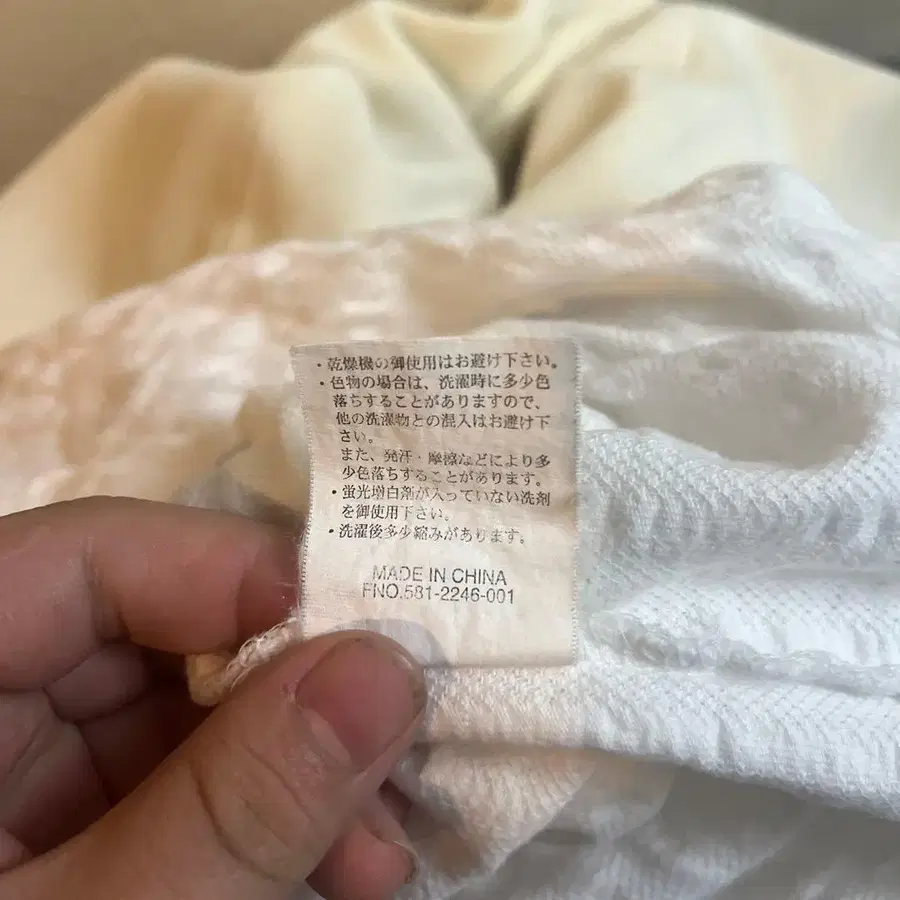 ・乾燥機の御使用はお避け下さい。
・色物の場合は、洗濯時に多少色
落ちすることがありますので、
他の洗濯物との混入はお避け下
さい。
また、発汗・摩擦などにより多
少色落ちすることがあります。
・蛍光増白剤が入っていない洗剤
を御使用下さい。
・洗濯後多少縮みがあります。
MADE IN CHINA
FNO.581-2246-001